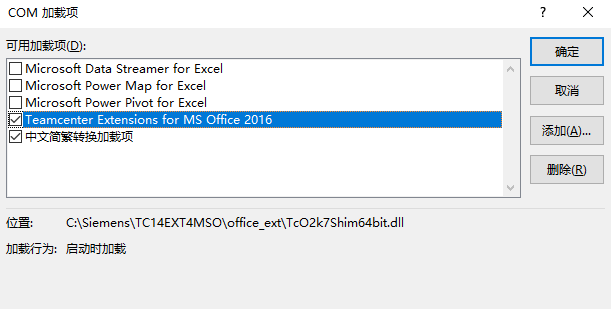 COM 加载项
可用加载项(D):
Microsoft Data Streamer for Excel
Microsoft Power Map for Excel
Microsoft Power Pivot for Excel
Teamcenter Extensions for MS Office 2016
中文简繁转换加载项
确定
取消
添加(A)...
删除(R)
位置: C:\Siemens\TC14EXT4MSO\office_ext\TcO2k7Shim64bit.dll
加载行为: 启动时加载